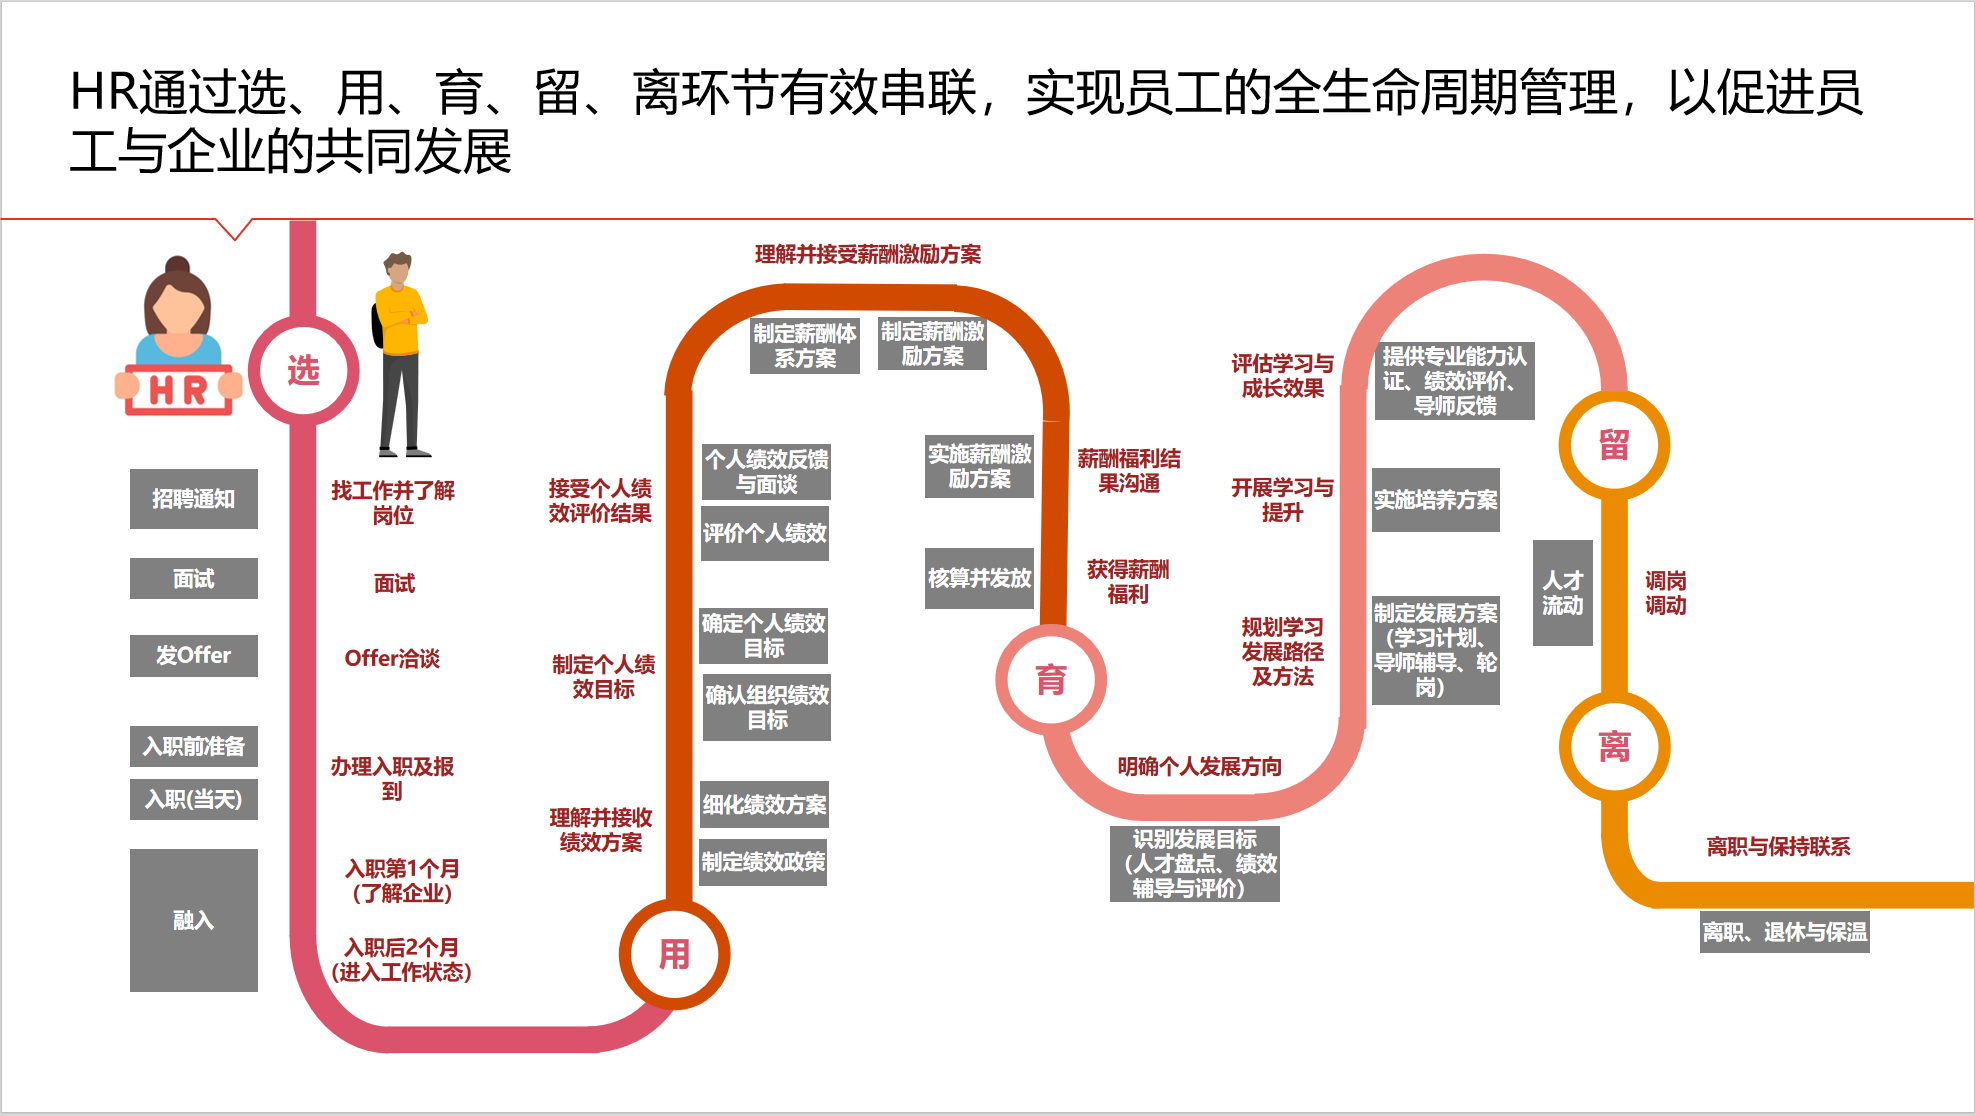 HR通过选、用、育、留、离环节有效串联，实现员工的全生命周期管理，以促进员
工与企业的共同发展
HR
选
招聘通知
面试
发Offer
入职前准备
入职(当天)
融入
找工作并了解
岗位
面试
Offer洽谈
办理入职及报
到
入职第1个月
（了解企业）
入职后2个月
（进入工作状态）
用
接受个人绩
效评价结果
制定个人绩
效目标
理解并接收
绩效方案
个人绩效反馈
与面谈
评价个人绩效
确定个人绩效
目标
确认组织绩效
目标
细化绩效方案
制定绩效政策
理解并接受薪酬激励方案
制定薪酬体
系方案
制定薪酬激
励方案
实施薪酬激
励方案
核算并发放
薪酬福利结
果沟通
获得薪酬
福利
育
明确个人发展方向
识别发展目标
（人才盘点、绩效
辅导与评价）
评估学习与
成长效果
开展学习与
提升
规划学习
发展路径
及方法
提供专业能力认
证、绩效评价、
导师反馈
实施培养方案
制定发展方案
（学习计划、
导师辅导、轮
岗）
留
人才
流动
调岗
调动
离
离职与保持联系
离职、退休与保温